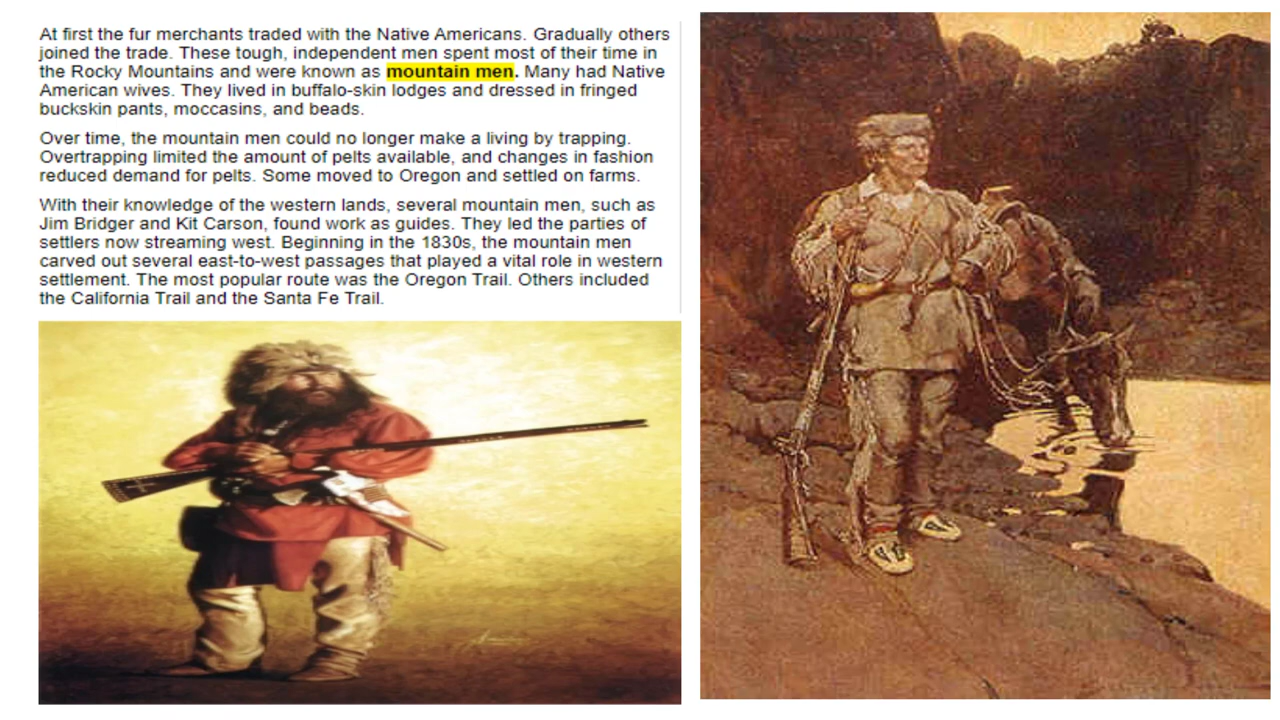 At first the fur merchants traded with the Native Americans. Gradually others
joined the trade. These tough, independent men spent most of their time in
the Rocky Mountains and were known as mountain men. Many had Native
American wives. They lived in buffalo-skin lodges and dressed in fringed
buckskin pants, moccasins, and beads.
Over time, the mountain men could no longer make a living by trapping.
Overtrapping limited the amount of pelts available, and changes in fashion
reduced demand for pelts. Some moved to Oregon and settled on farms.
With their knowledge of the western lands, several mountain men, such as
Jim Bridger and Kit Carson, found work as guides. They led the parties of
settlers now streaming west. Beginning in the 1830s, the mountain men
carved out several east-to-west passages that played a vital role in western
settlement. The most popular route was the Oregon Trail. Others included
the California Trail and the Santa Fe Trail.